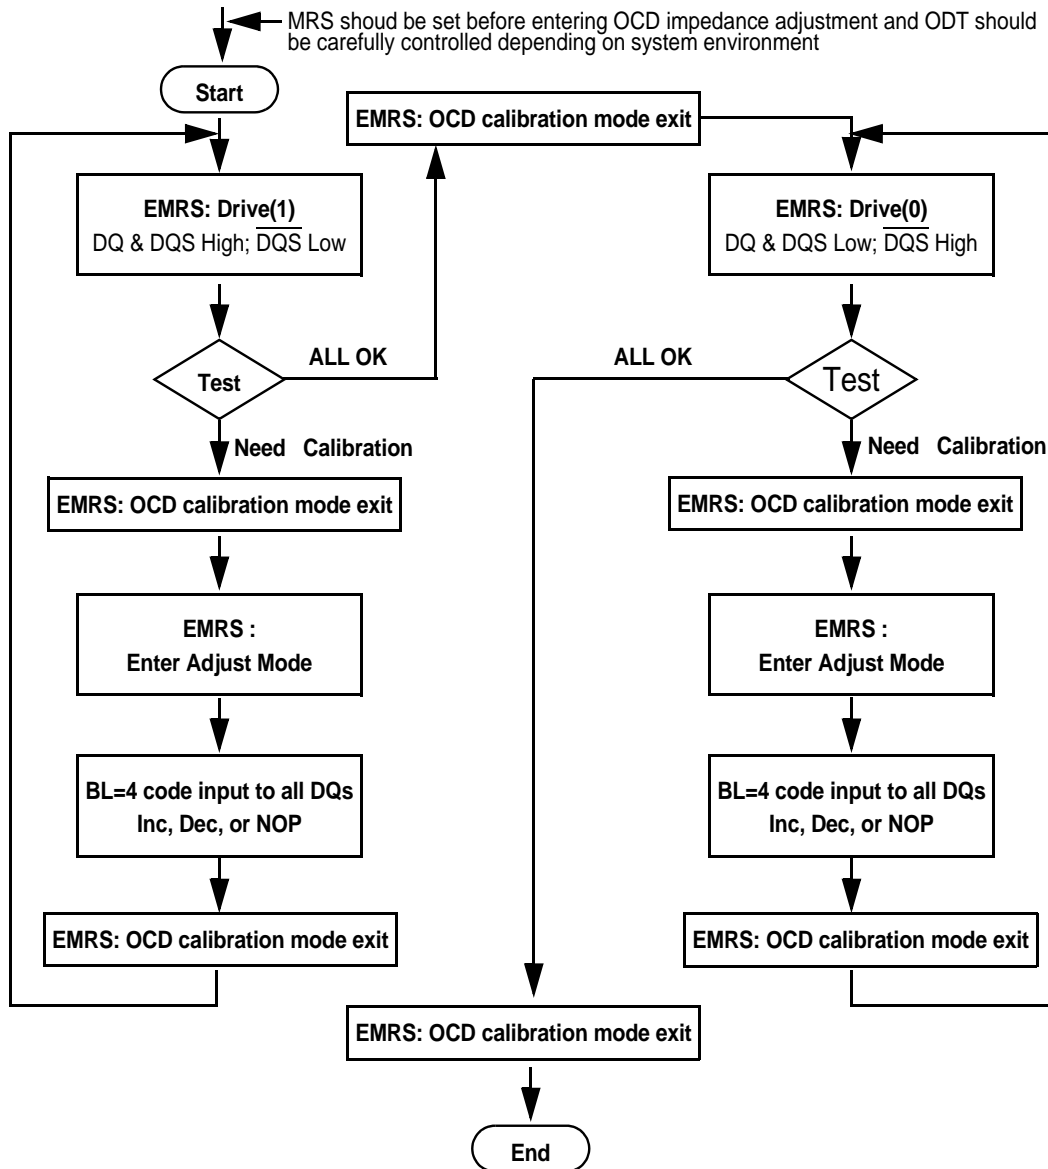 MRS shoud be set before entering OCD impedance adjustment and ODT should
be carefully controlled depending on system environment
Start
EMRS: OCD calibration mode exit
EMRS: Drive(1)
DQ & DQS High; D̅Q̅S̅ Low
Test
ALL OK
Need Calibration
EMRS: OCD calibration mode exit
EMRS :
Enter Adjust Mode
BL=4 code input to all DQs
Inc, Dec, or NOP
EMRS: OCD calibration mode exit
EMRS: Drive(0)
DQ & DQS Low; D̅Q̅S̅ High
Test
ALL OK
Need Calibration
EMRS: OCD calibration mode exit
EMRS :
Enter Adjust Mode
BL=4 code input to all DQs
Inc, Dec, or NOP
EMRS: OCD calibration mode exit
EMRS: OCD calibration mode exit
End